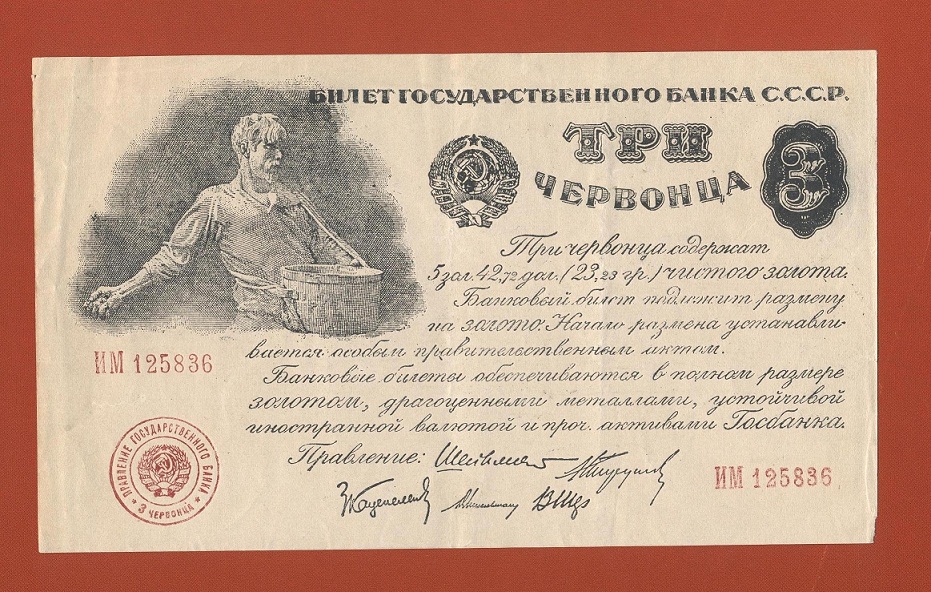 БИЛЕТ ГОСУДАРСТВЕННОГО БАНКА С.С.С.Р.
ТРИ
ЧЕРВОНЦА
3
Три червонца содержат
5 зол. 42,72 дол. (23,23 гр.) чистого золота.
Банковый билет подлежит размену
на золото. Начало размена устанавли-
вается особым правительственным актом.
Банковые билеты обеспечиваются в полном размере
золотом, драгоценными металлами, устойчивой
иностранной валютой и проч. активами Госбанка.
Правление:
ИМ 125836
ПРАВЛЕНИЕ ГОСУДАРСТВЕННОГО БАНКА
3 ЧЕРВОНЦА
ИМ 125836